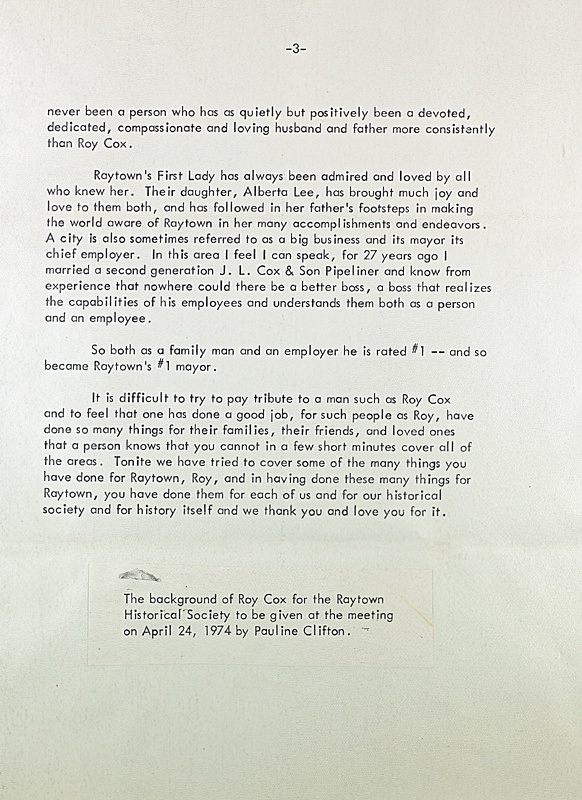 -3-
never been a person who has as quietly but positively been a devoted,
dedicated, compassionate and loving husband and father more consistently
than Roy Cox.
Raytown's First Lady has always been admired and loved by all
who knew her. Their daughter, Alberta Lee, has brought much joy and
love to them both, and has followed in her father's footsteps in making
the world aware of Raytown in her many accomplishments and endeavors.
A city is also sometimes referred to as a big business and its mayor its
chief employer. In this area I feel I can speak, for 27 years ago I
married a second generation J. L. Cox & Son Pipeliner and know from
experience that nowhere could there be a better boss, a boss that realizes
the capabilities of his employees and understands them both as a person
and an employee.
So both as a family man and an employer he is rated #1 -- and so
became Raytown's #1 mayor.
It is difficult to try to pay tribute to a man such as Roy Cox
and to feel that one has done a good job, for such people as Roy, have
done so many things for their families, their friends, and loved ones
that a person knows that you cannot in a few short minutes cover all of
the areas. Tonite we have tried to cover some of the many things you
have done for Raytown, Roy, and in having done these many things for
Raytown, you have done them for each of us and for our historical
society and for history itself and we thank you and love you for it.
The background of Roy Cox for the Raytown
Historical Society to be given at the meeting
on April 24, 1974 by Pauline Clifton.